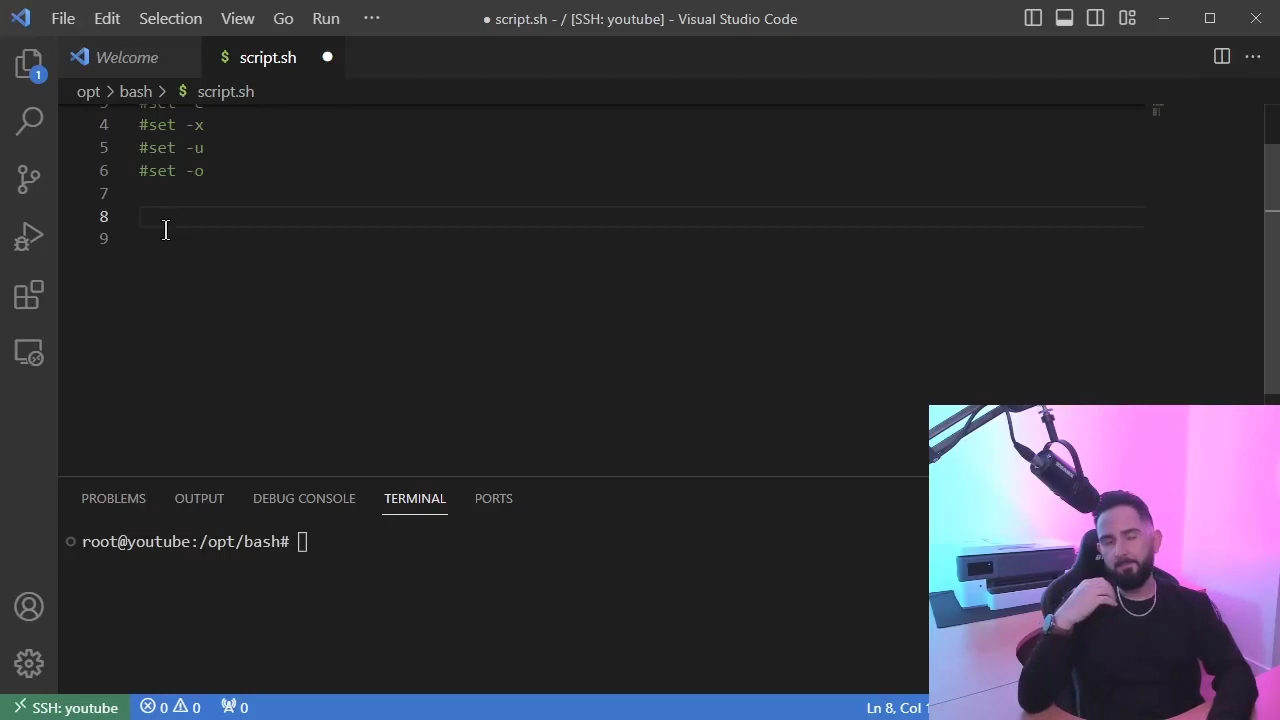 File Edit Selection View Go Run ···
● script.sh - / [SSH: youtube] - Visual Studio Code
Welcome
$ script.sh
opt > bash > $ script.sh
4 #set -x
5 #set -u
6 #set -o
7
8
9
1
PROBLEMS OUTPUT DEBUG CONSOLE TERMINAL PORTS
root@youtube:/opt/bash#
SSH: youtube 0 0 0
Ln 8, Col